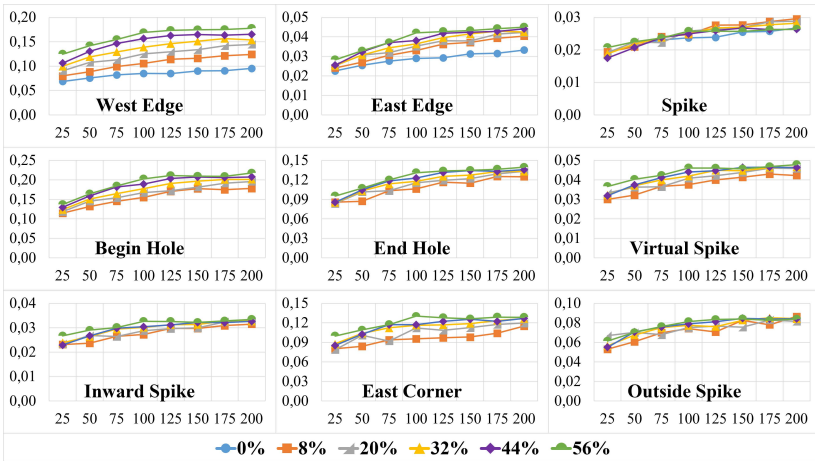 0,20 0,15 0,10 0,05 0,00
West Edge
25 50 75 100 125 150 175 200
0,05 0,04 0,03 0,02 0,01 0,00
East Edge
25 50 75 100 125 150 175 200
0,03 0,02 0,01 0,00
Spike
25 50 75 100 125 150 175 200
0,25 0,20 0,15 0,10 0,05 0,00
Begin Hole
25 50 75 100 125 150 175 200
0,15 0,12 0,09 0,06 0,03 0,00
End Hole
25 50 75 100 125 150 175 200
0,05 0,04 0,03 0,02 0,01 0,00
Virtual Spike
25 50 75 100 125 150 175 200
0,04 0,03 0,02 0,01 0,00
Inward Spike
25 50 75 100 125 150 175 200
0,15 0,12 0,09 0,06 0,03 0,00
East Corner
25 50 75 100 125 150 175 200
0,10 0,08 0,06 0,04 0,02 0,00
Outside Spike
25 50 75 100 125 150 175 200
0% 8% 20% 32% 44% 56%